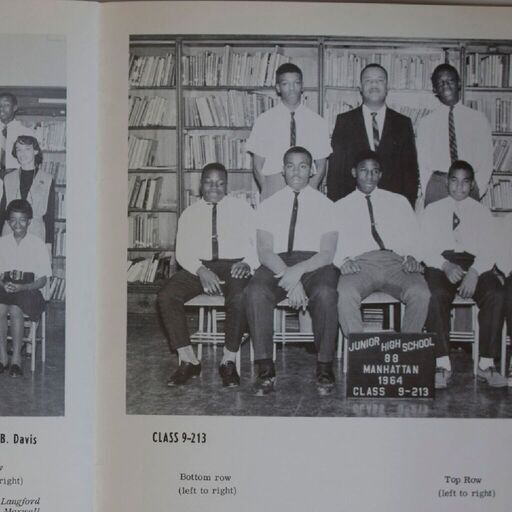 JUNIOR HIGH SCHOOL
88
MANHATTAN
1964
CLASS 9-213
B. Davis
right)
Langford
Maxwell
CLASS 9-213
Bottom row
(left to right)
Top Row
(left to right)